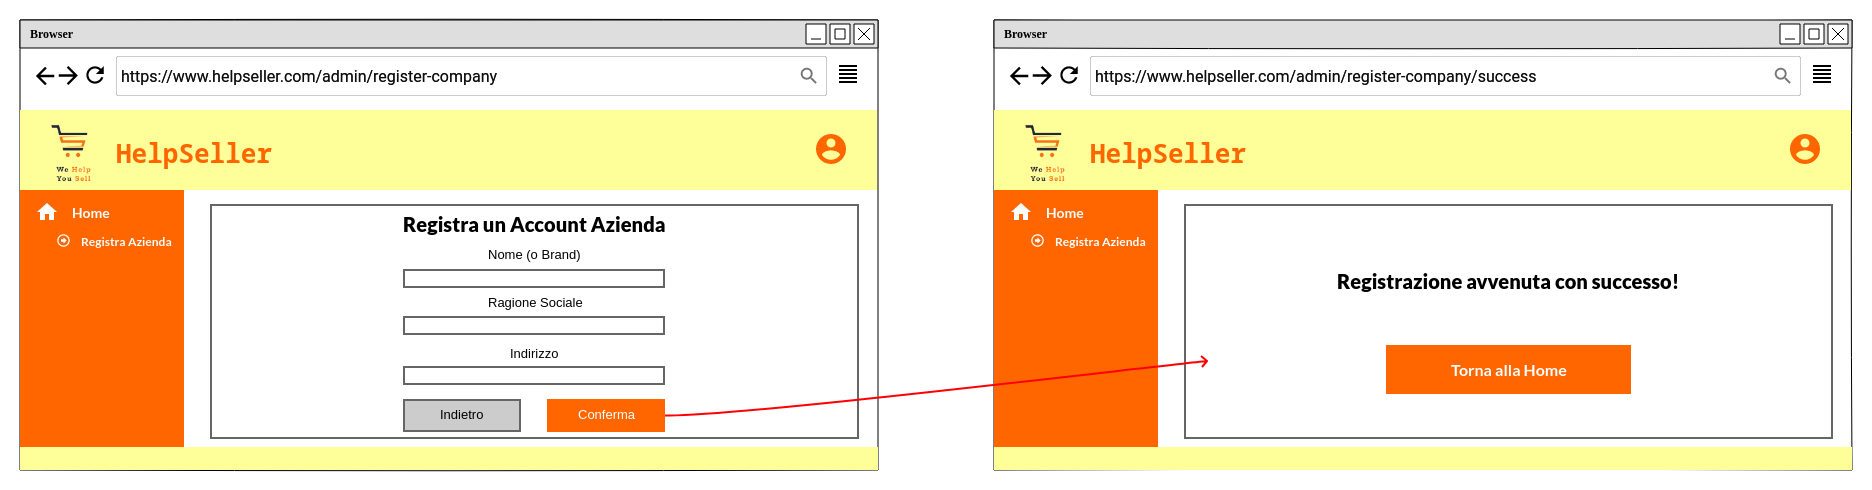 Browser
https://www.helpseller.com/admin/register-company
We Help
You Sell
HelpSeller
Home
Registra Azienda
Registra un Account Azienda
Nome (o Brand)
Ragione Sociale
Indirizzo
Indietro
Conferma
Browser
https://www.helpseller.com/admin/register-company/success
We Help
You Sell
HelpSeller
Home
Registra Azienda
Registrazione avvenuta con successo!
Torna alla Home